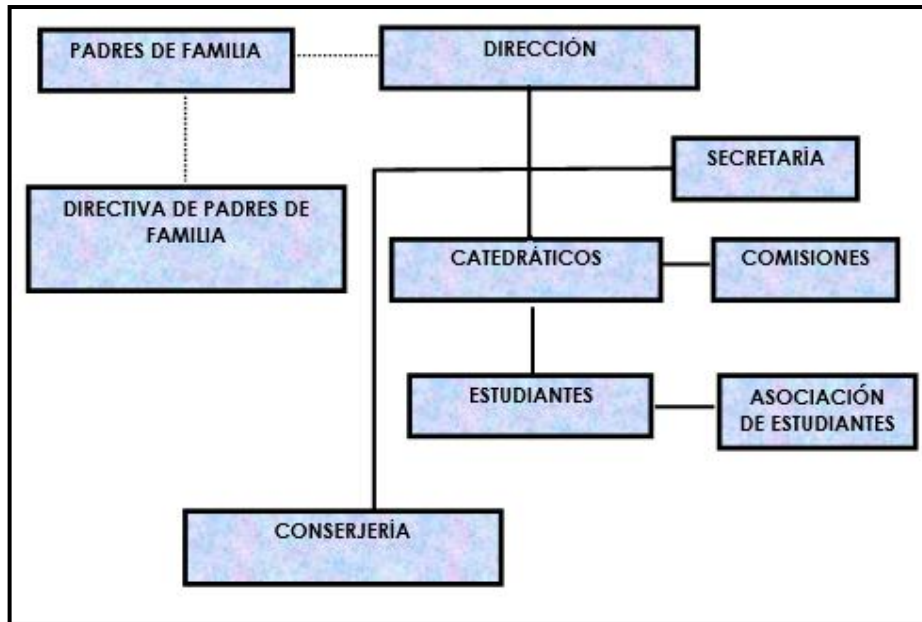 PADRES DE FAMILIA
DIRECCIÓN
SECRETARÍA
DIRECTIVA DE PADRES DE
FAMILIA
CATEDRÁTICOS
COMISIONES
ESTUDIANTES
ASOCIACIÓN
DE ESTUDIANTES
CONSERJERÍA